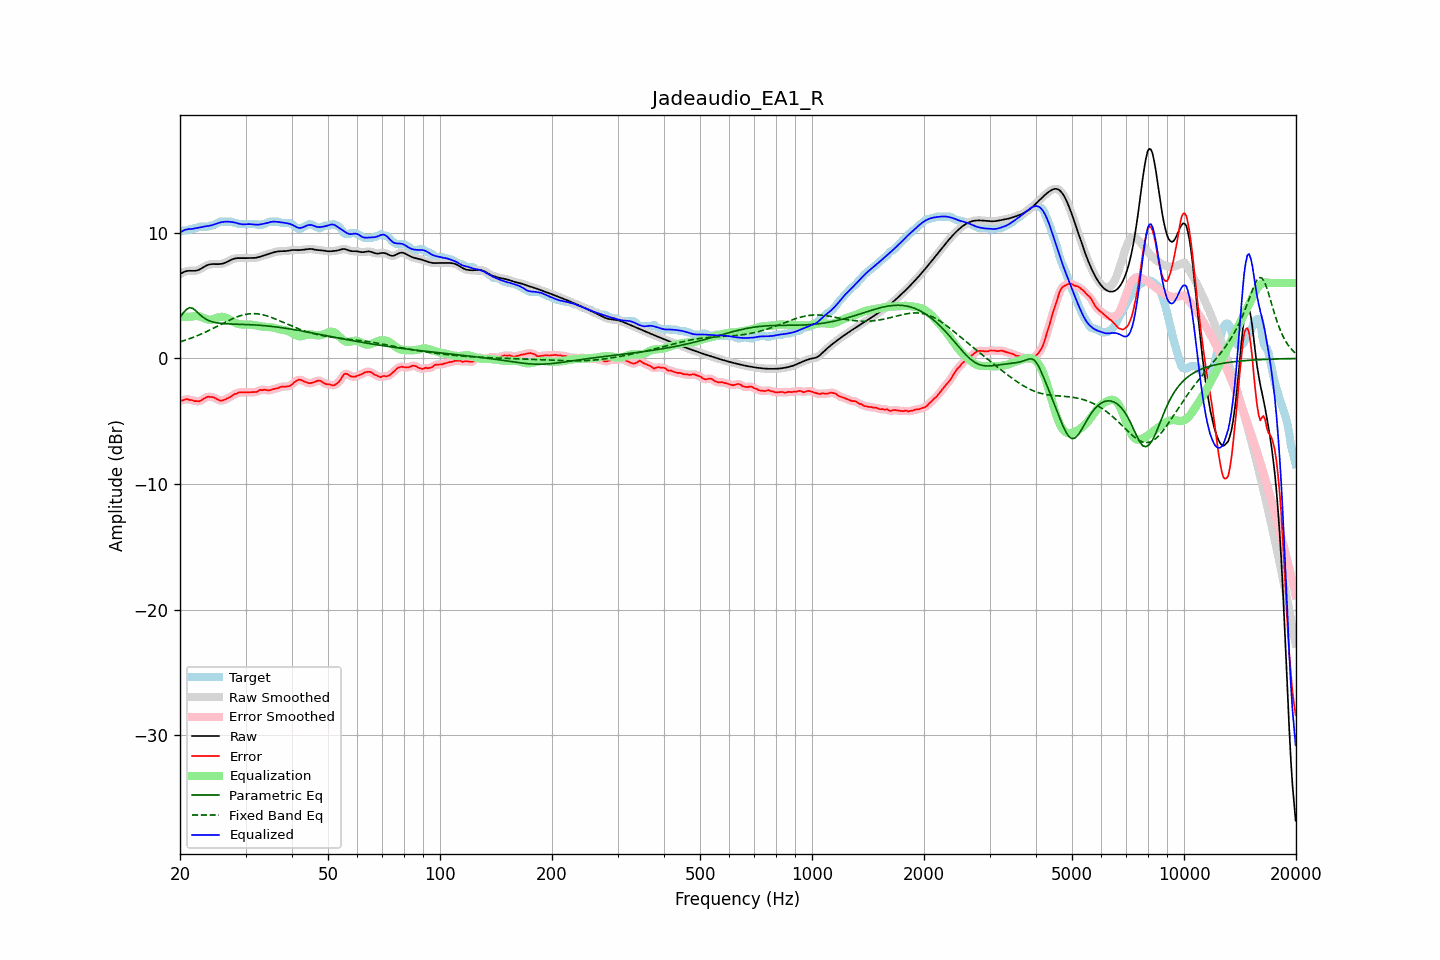 Jadeaudio_EA1_R
Amplitude (dBr)
10
0
−10
−20
−30
Target
Raw Smoothed
Error Smoothed
Raw
Error
Equalization
Parametric Eq
Fixed Band Eq
Equalized
20 50 100 200 500 1000 2000 5000 10000 20000
Frequency (Hz)